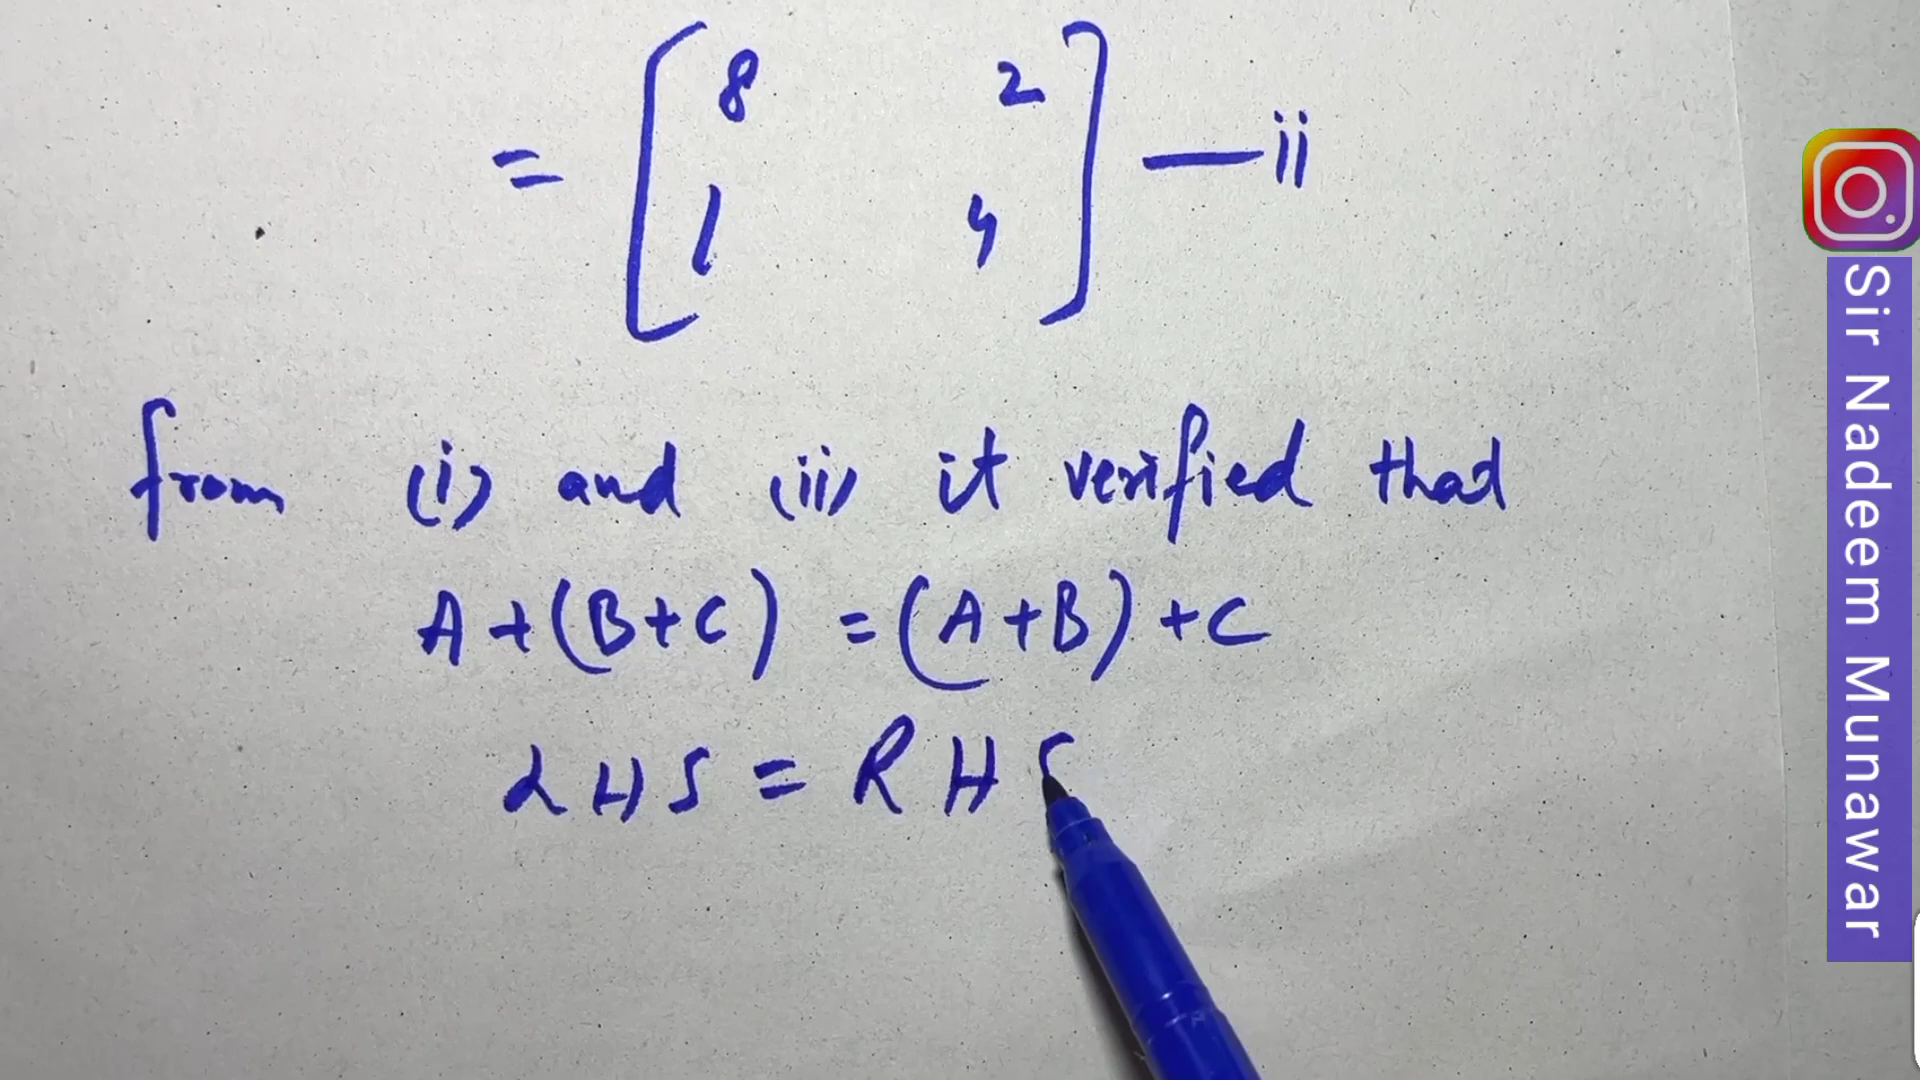 = [ 8 2
1 4 ] — ii
from (i) and (ii) it verified that
A + (B + C) = (A + B) + C
LHS = RHS
Sir Nadeem Munawar